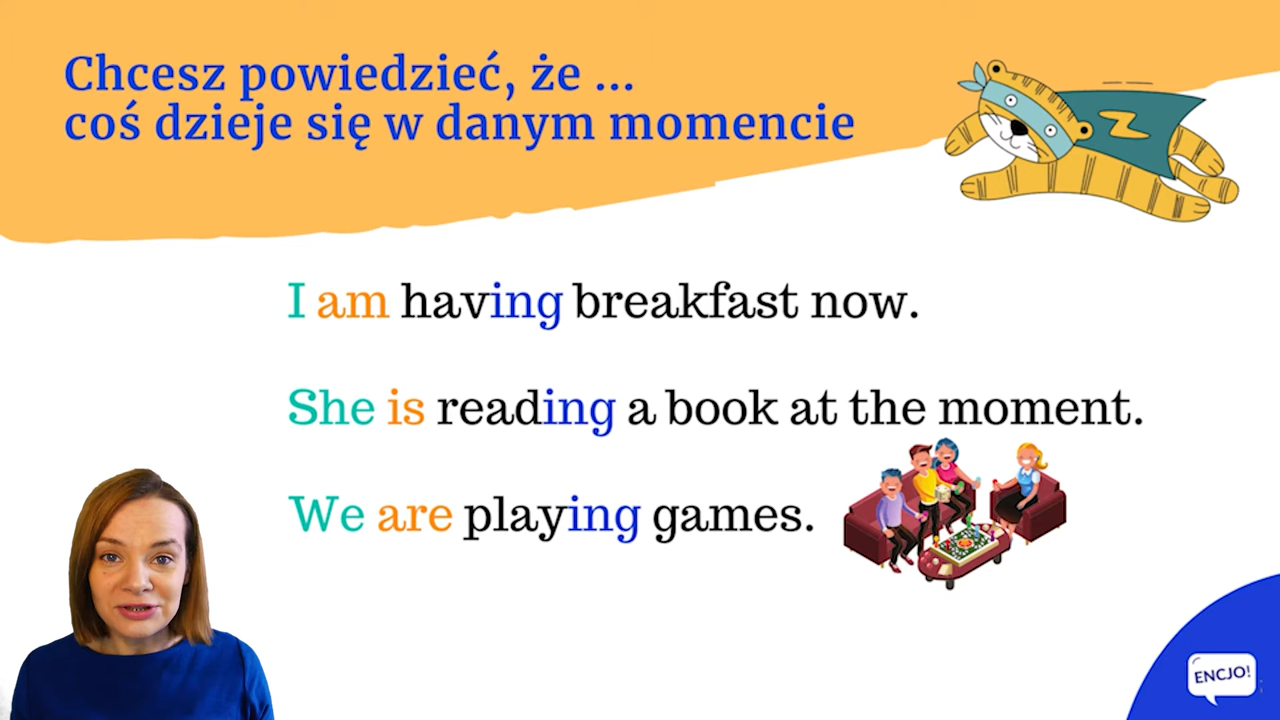 Chcesz powiedzieć, że ...
coś dzieje się w danym momencie
I am having breakfast now.
She is reading a book at the moment.
We are playing games.
ENCJO!